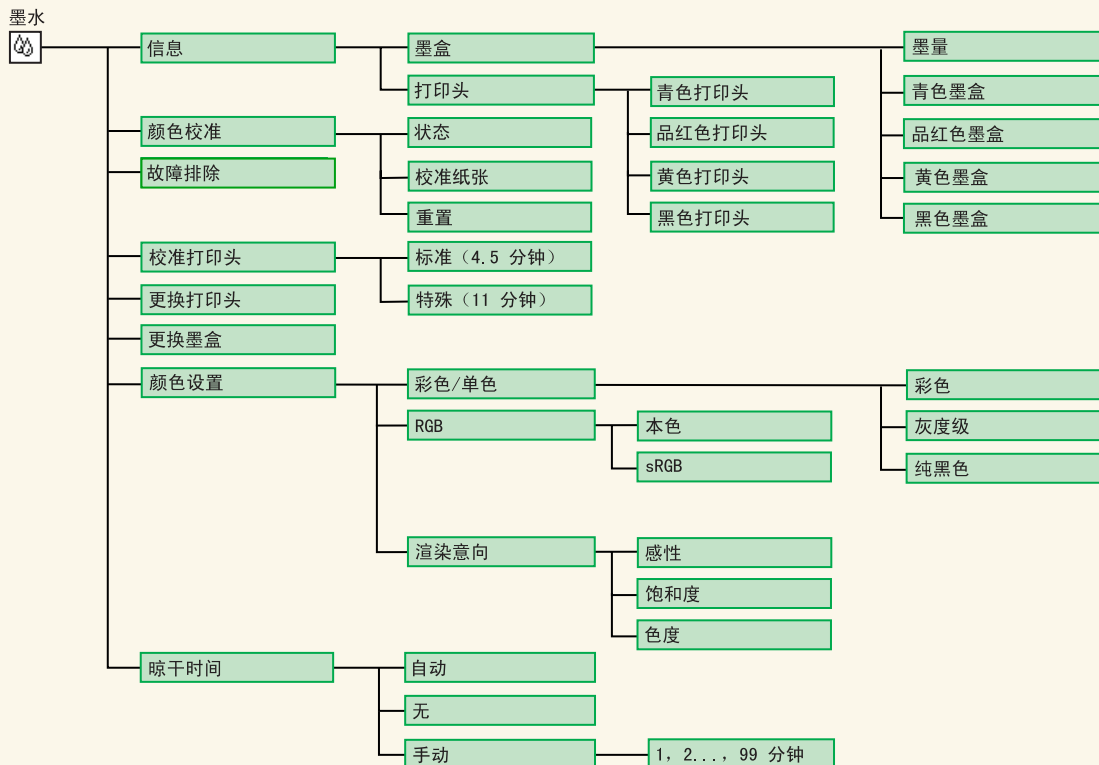 墨水
信息
墨盒
墨量
打印头
青色打印头
青色墨盒
颜色校准
状态
品红色打印头
品红色墨盒
故障排除
校准纸张
黄色打印头
黄色墨盒
重置
黑色打印头
黑色墨盒
校准打印头
标准（4.5 分钟）
更换打印头
特殊（11 分钟）
更换墨盒
颜色设置
彩色/单色
彩色
RGB
本色
灰度级
sRGB
纯黑色
渲染意向
感性
饱和度
色度
晾干时间
自动
无
手动
1，2...，99 分钟